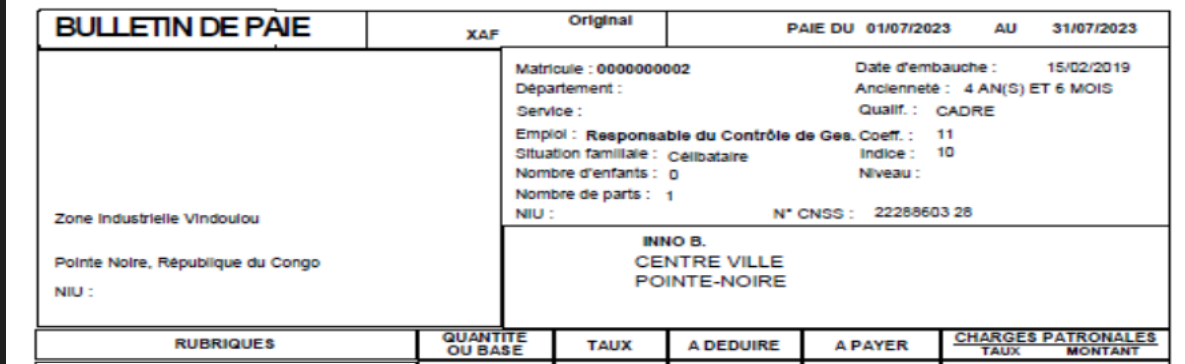 BULLETIN DE PAIE XAF Original PAIE DU 01/07/2023 AU 31/07/2023
Matricule : 0000000002 Date d'embauche : 15/02/2019
Département : Ancienneté : 4 AN(S) ET 6 MOIS
Service : Qualif. : CADRE
Emploi : Responsable du Contrôle de Ges. Coeff. : 11
Situation familiale : Célibataire Indice : 10
Nombre d'enfants : 0 Niveau :
Nombre de parts : 1
NIU : N° CNSS : 22288603 28
Zone Industrielle Vindoulou
Pointe Noire, République du Congo
NIU :
INNO B.
CENTRE VILLE
POINTE-NOIRE
RUBRIQUES QUANTITE OU BASE TAUX A DEDUIRE A PAYER CHARGES PATRONALES
TAUX MONTANT